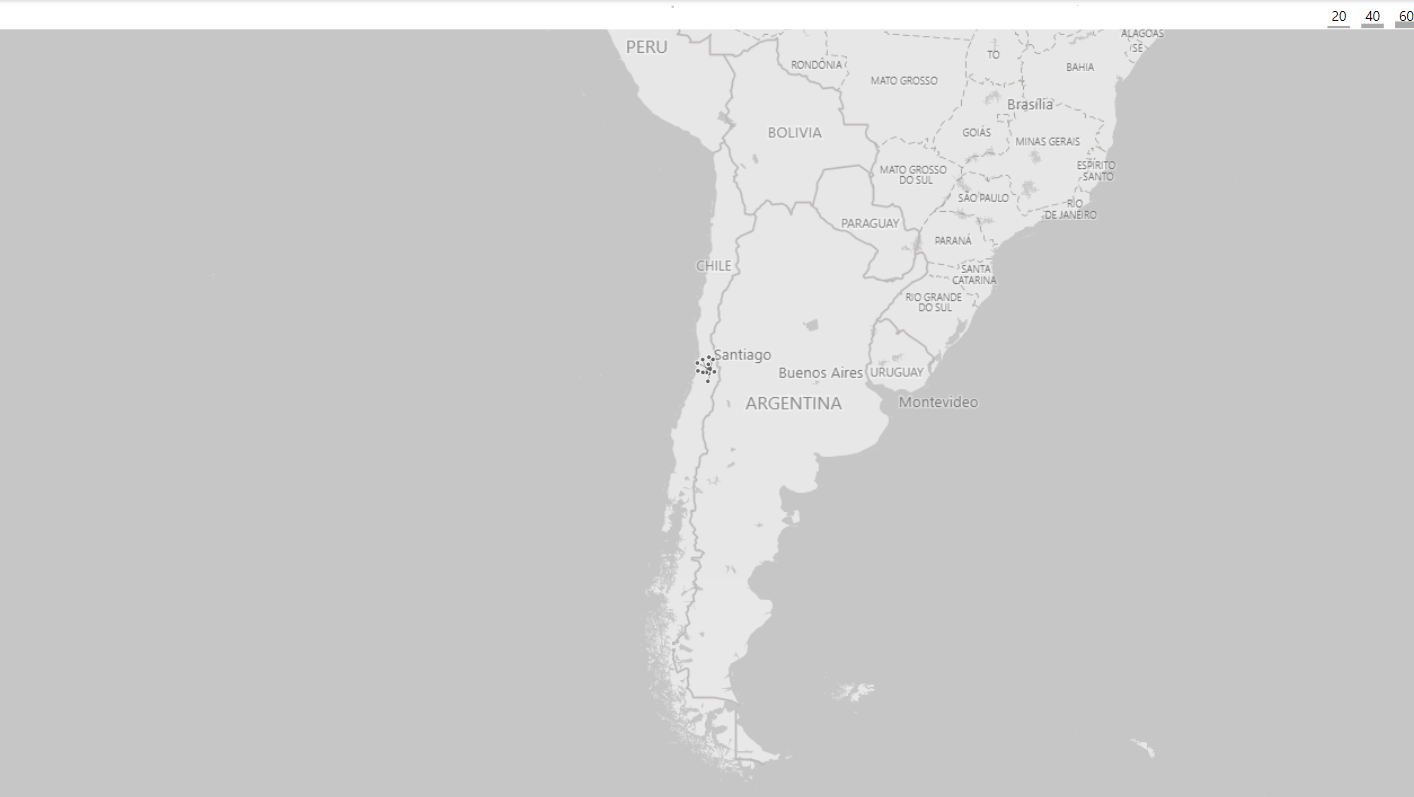 20 40 60
ALAGOAS
(SE)
PERU
TO
RONDÔNIA
BAHIA
MATO GROSSO
Brasília
BOLIVIA
GOIÁS
MINAS GERAIS
ESPÍRITO
SANTO
MATO GROSSO
DO SUL
SÃO PAULO
RIO
DE JANEIRO
PARAGUAY
PARANÁ
CHILE
SANTA
CATARINA
RIO GRANDE
DO SUL
Santiago
Buenos Aires
URUGUAY
ARGENTINA
Montevideo